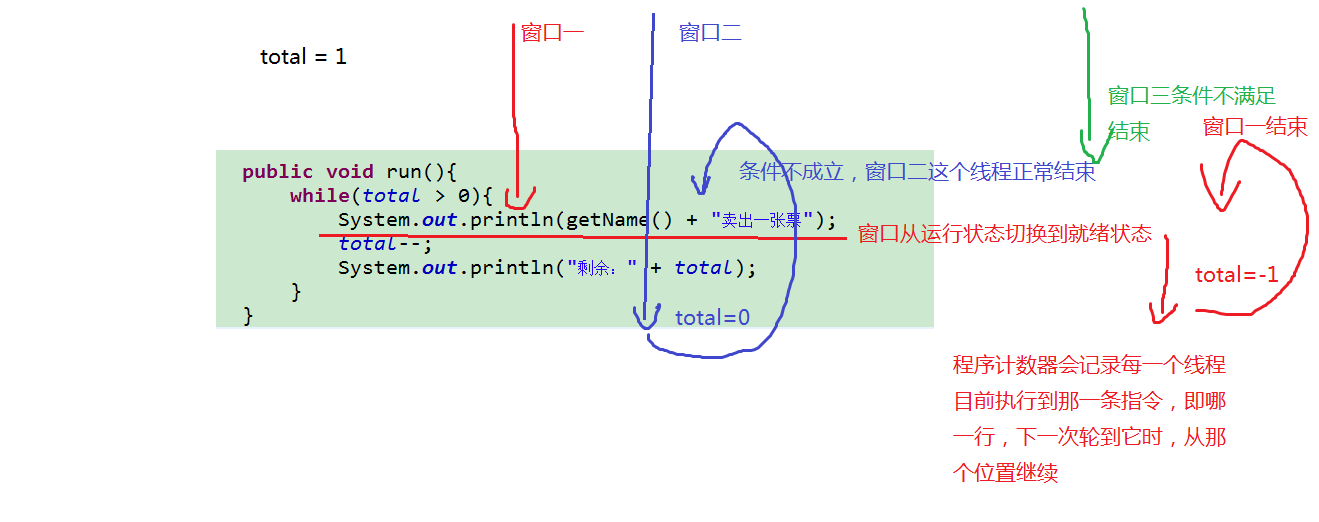 窗口一
窗口二
total = 1
窗口三条件不满足
结束
窗口一结束
public void run(){
条件不成立，窗口二这个线程正常结束
while(total > 0){
System.out.println(getName() + "卖出一张票");
窗口从运行状态切换到就绪状态
total--;
System.out.println("剩余：" + total);
total=-1
}
}
total=0
程序计数器会记录每一个线程
目前执行到那一条指令，即哪
一行，下一次轮到它时，从那
个位置继续